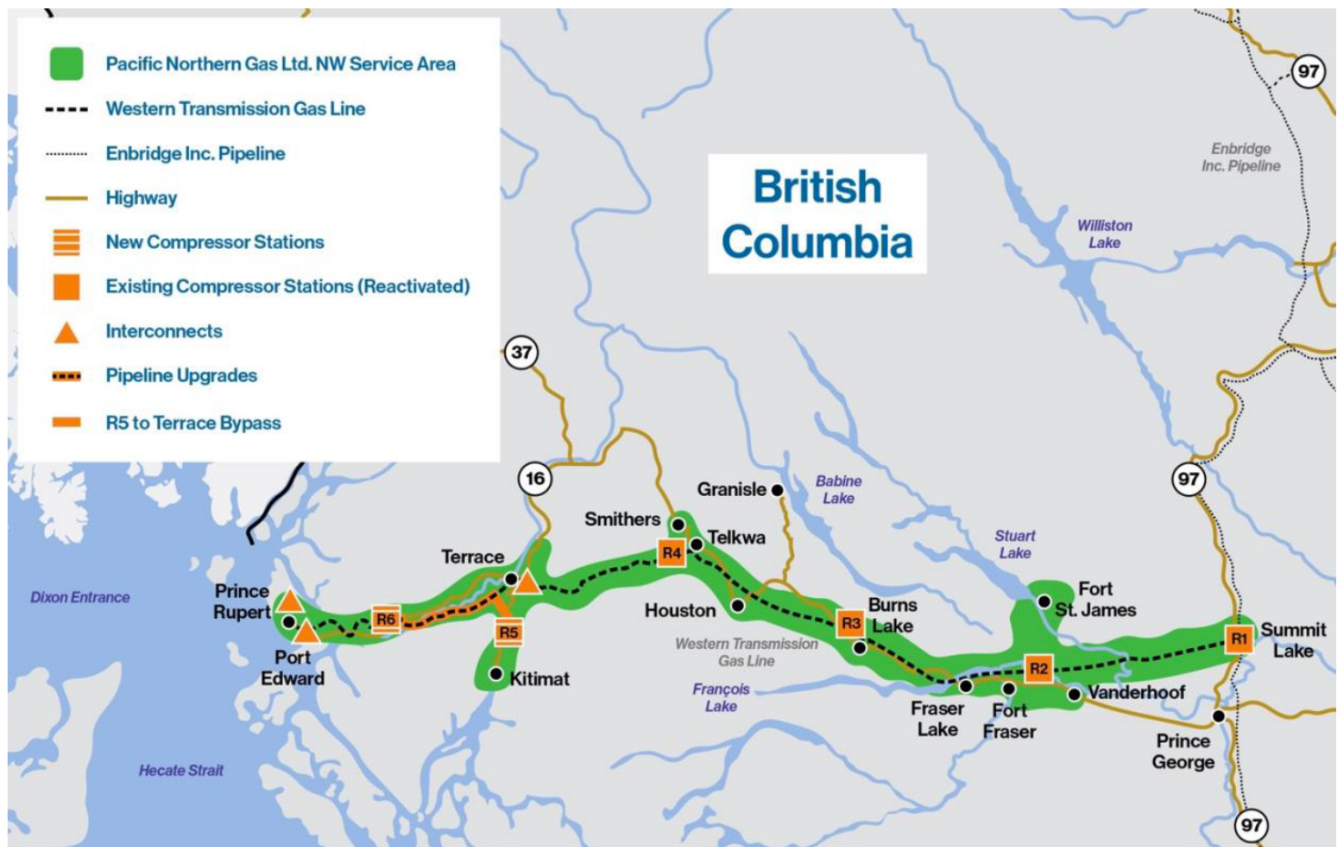 Pacific Northern Gas Ltd. NW Service Area
Western Transmission Gas Line
Enbridge Inc. Pipeline
Highway
New Compressor Stations
Existing Compressor Stations (Reactivated)
Interconnects
Pipeline Upgrades
R5 to Terrace Bypass
British
Columbia
97
Enbridge
Inc. Pipeline
Williston
Lake
37
16
97
Granisle
Babine
Lake
Smithers
Telkwa
R4
Stuart
Lake
Terrace
Dixon Entrance
Prince
Rupert
R6
R5
Port
Edward
Kitimat
Houston
Western Transmission
Gas Line
R3
Burns
Lake
Fort
St. James
R1
Summit
Lake
R2
François
Lake
Fraser
Lake
Fort
Fraser
Vanderhoof
Prince
George
Hecate Strait
97